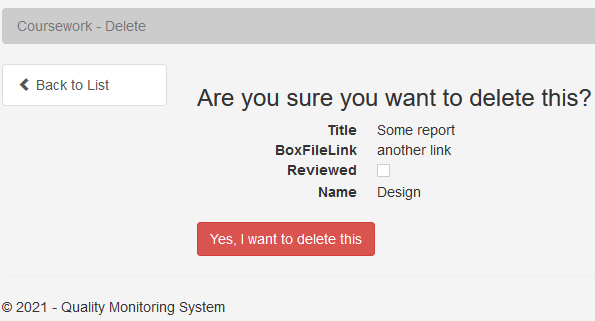 Coursework - Delete
Back to List
Are you sure you want to delete this?
Title Some report
BoxFileLink another link
Reviewed
Name Design
Yes, I want to delete this
© 2021 - Quality Monitoring System